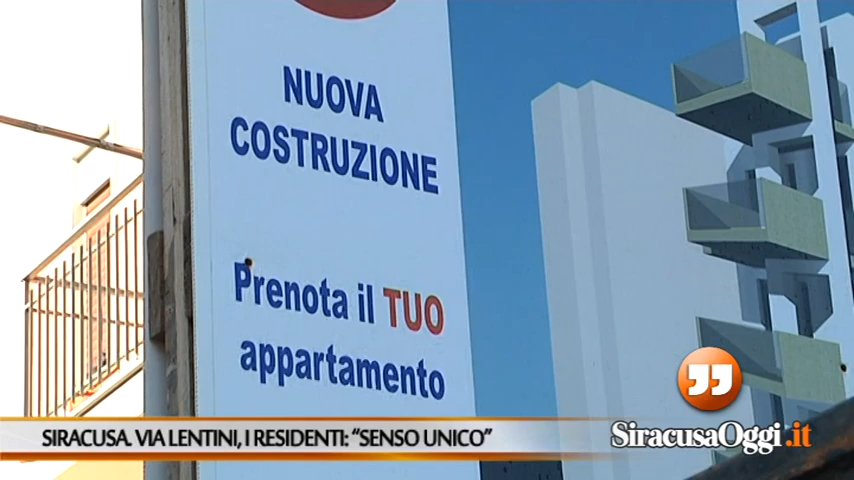 NUOVA
COSTRUZIONE
Prenota il TUO
appartamento
SIRACUSA. VIA LENTINI, I RESIDENTI: “SENSO UNICO”
SiracusaOggi.it